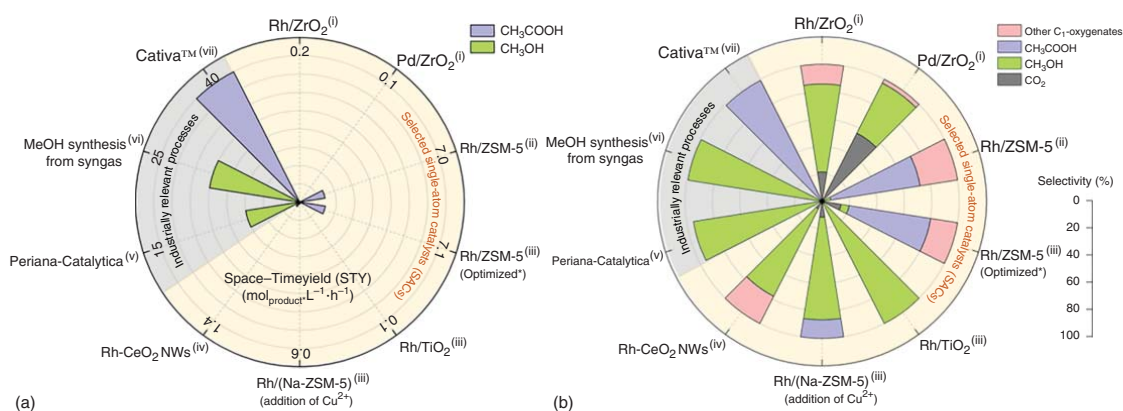 (a)
Rh/ZrO₂⁽ⁱ⁾
Pd/ZrO₂⁽ⁱ⁾
Rh/ZSM-5⁽ⁱⁱ⁾
Rh/ZSM-5⁽ⁱⁱⁱ⁾
(Optimized*)
Rh/TiO₂⁽ⁱⁱⁱ⁾
Rh/(Na-ZSM-5)⁽ⁱⁱⁱ⁾
(addition of Cu²⁺)
Rh-CeO₂ NWs⁽ⁱᵛ⁾
Periana-Catalytica⁽ᵛ⁾
MeOH synthesis⁽ᵛⁱ⁾
from syngas
Cativa™⁽ᵛⁱⁱ⁾
0.2
0.1
7.0
7.1
0.1
0.6
1.4
15
25
40
Industrially relevant processes
Selected single-atom catalysts (SACs)
Space–Timeyield (STY)
(mol_product·L⁻¹·h⁻¹)
CH₃COOH
CH₃OH
(b)
Rh/ZrO₂⁽ⁱ⁾
Pd/ZrO₂⁽ⁱ⁾
Rh/ZSM-5⁽ⁱⁱ⁾
Rh/ZSM-5⁽ⁱⁱⁱ⁾
(Optimized*)
Rh/TiO₂⁽ⁱⁱⁱ⁾
Rh/(Na-ZSM-5)⁽ⁱⁱⁱ⁾
(addition of Cu²⁺)
Rh-CeO₂ NWs⁽ⁱᵛ⁾
Periana-Catalytica⁽ᵛ⁾
MeOH synthesis⁽ᵛⁱ⁾
from syngas
Cativa™⁽ᵛⁱⁱ⁾
Industrially relevant processes
Selected single-atom catalysts (SACs)
Other C₁-oxygenates
CH₃COOH
CH₃OH
CO₂
Selectivity (%)
0
20
40
60
80
100